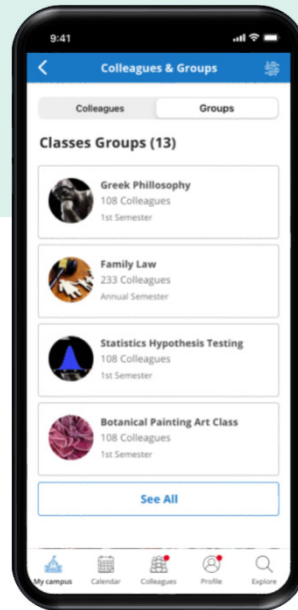 9:41
Colleagues & Groups
Colleagues
Groups
Classes Groups (13)
Greek Phillosophy
108 Colleagues
1st Semester
Family Law
233 Colleagues
Annual Semester
Statistics Hypothesis Testing
108 Colleagues
1st Semester
Botanical Painting Art Class
108 Colleagues
1st Semester
See All
My campus
Calendar
Colleagues
Profile
Explore